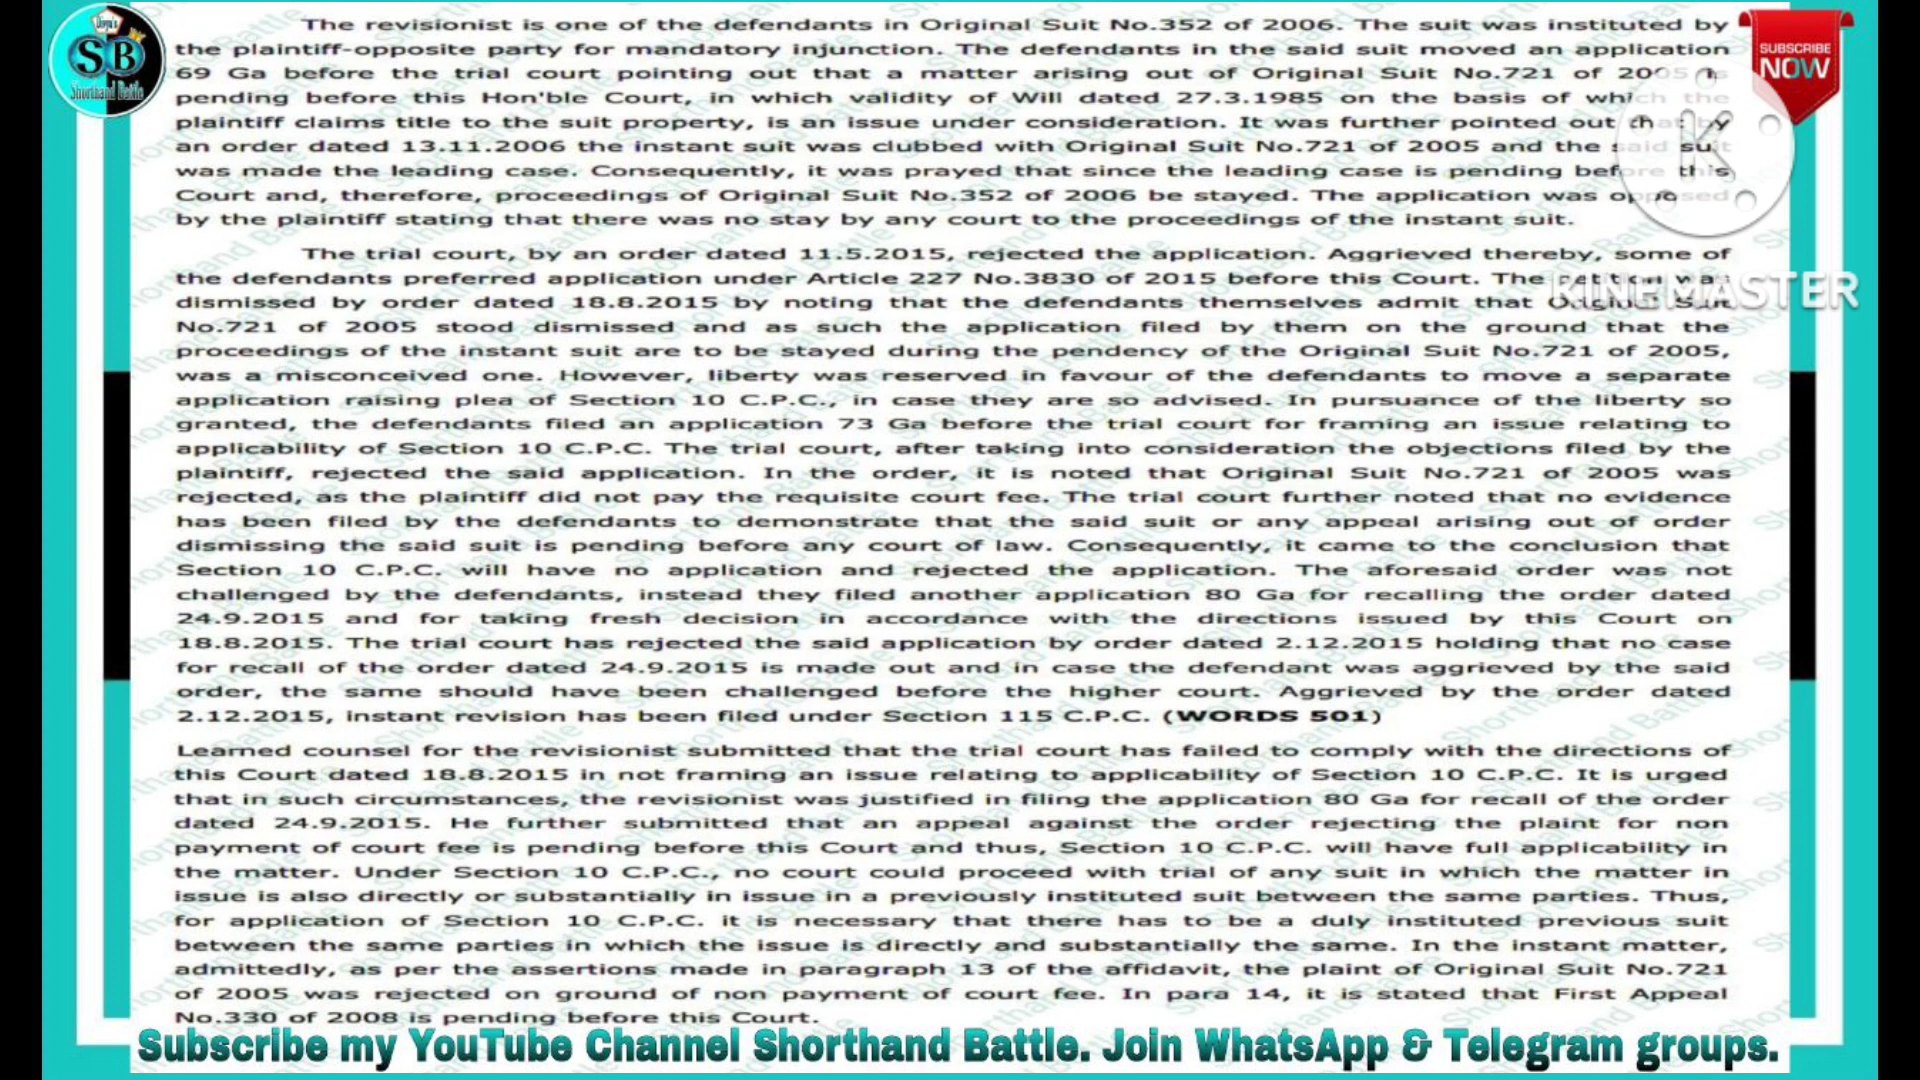 The revisionist is one of the defendants in Original Suit No.352 of 2006. The suit was instituted by
the plaintiff-opposite party for mandatory injunction. The defendants in the said suit moved an application
69 Ga before the trial court pointing out that a matter arising out of Original Suit No.721 of 2005 is
pending before this Hon'ble Court, in which validity of Will dated 27.3.1985 on the basis of which the
plaintiff claims title to the suit property, is an issue under consideration. It was further pointed out that by
an order dated 13.11.2006 the instant suit was clubbed with Original Suit No.721 of 2005 and the said suit
was made the leading case. Consequently, it was prayed that since the leading case is pending before this
Court and, therefore, proceedings of Original Suit No.352 of 2006 be stayed. The application was opposed
by the plaintiff stating that there was no stay by any court to the proceedings of the instant suit.
The trial court, by an order dated 11.5.2015, rejected the application. Aggrieved thereby, some of
the defendants preferred application under Article 227 No.3830 of 2015 before this Court. The petition was
dismissed by order dated 18.8.2015 by noting that the defendants themselves admit that Original Suit
No.721 of 2005 stood dismissed and as such the application filed by them on the ground that the
proceedings of the instant suit are to be stayed during the pendency of the Original Suit No.721 of 2005,
was a misconceived one. However, liberty was reserved in favour of the defendants to move a separate
application raising plea of Section 10 C.P.C., in case they are so advised. In pursuance of the liberty so
granted, the defendants filed an application 73 Ga before the trial court for framing an issue relating to
applicability of Section 10 C.P.C. The trial court, after taking into consideration the objections filed by the
plaintiff, rejected the said application. In the order, it is noted that Original Suit No.721 of 2005 was
rejected, as the plaintiff did not pay the requisite court fee. The trial court further noted that no evidence
has been filed by the defendants to demonstrate that the said suit or any appeal arising out of order
dismissing the said suit is pending before any court of law. Consequently, it came to the conclusion that
Section 10 C.P.C. will have no application and rejected the application. The aforesaid order was not
challenged by the defendants, instead they filed another application 80 Ga for recalling the order dated
24.9.2015 and for taking fresh decision in accordance with the directions issued by this Court on
18.8.2015. The trial court has rejected the said application by order dated 2.12.2015 holding that no case
for recall of the order dated 24.9.2015 is made out and in case the defendant was aggrieved by the said
order, the same should have been challenged before the higher court. Aggrieved by the order dated
2.12.2015, instant revision has been filed under Section 115 C.P.C. (WORDS 501)
Learned counsel for the revisionist submitted that the trial court has failed to comply with the directions of
this Court dated 18.8.2015 in not framing an issue relating to applicability of Section 10 C.P.C. It is urged
that in such circumstances, the revisionist was justified in filing the application 80 Ga for recall of the order
dated 24.9.2015. He further submitted that an appeal against the order rejecting the plaint for non
payment of court fee is pending before this Court and thus, Section 10 C.P.C. will have full applicability in
the matter. Under Section 10 C.P.C., no court could proceed with trial of any suit in which the matter in
issue is also directly or substantially in issue in a previously instituted suit between the same parties. Thus,
for application of Section 10 C.P.C. it is necessary that there has to be a duly instituted previous suit
between the same parties in which the issue is directly and substantially the same. In the instant matter,
admittedly, as per the assertions made in paragraph 13 of the affidavit, the plaint of Original Suit No.721
of 2005 was rejected on ground of non payment of court fee. In para 14, it is stated that First Appeal
No.330 of 2008 is pending before this Court.
Subscribe my YouTube Channel Shorthand Battle. Join WhatsApp & Telegram groups.
SB
Shorthand Battle
SUBSCRIBE
NOW
K
KINEMASTER